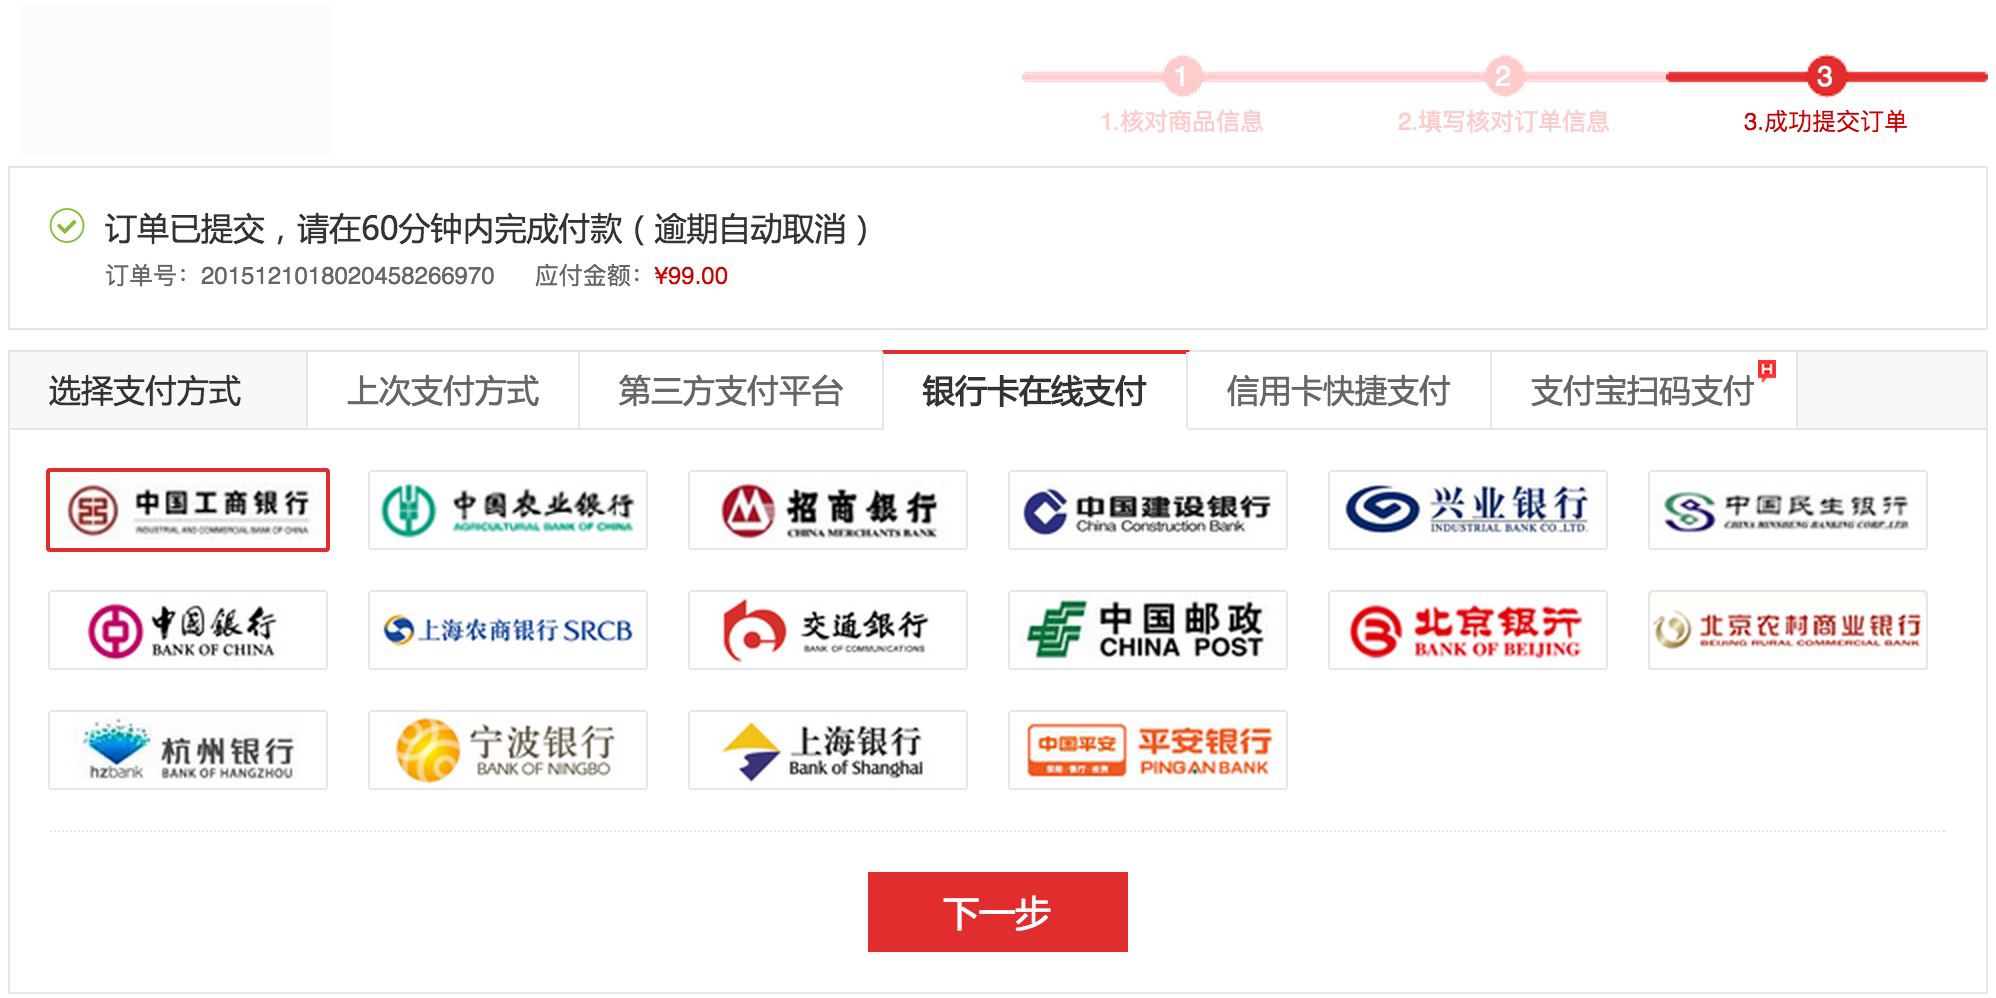 1 2 3
1.核对商品信息 2.填写核对订单信息 3.成功提交订单
订单已提交，请在60分钟内完成付款（逾期自动取消）
订单号：2015121018020458266970 应付金额：¥99.00
选择支付方式 上次支付方式 第三方支付平台 银行卡在线支付 信用卡快捷支付 支付宝扫码支付 H
中国工商银行
INDUSTRIAL AND COMMERCIAL BANK OF CHINA
中国农业银行
AGRICULTURAL BANK OF CHINA
招商銀行
CHINA MERCHANTS BANK
中国建设银行
China Construction Bank
兴业银行
INDUSTRIAL BANK CO.,LTD.
中国民生银行
CHINA MINSHENG BANKING CORP.,LTD.
中国银行
BANK OF CHINA
上海农商银行 SRCB
交通銀行
BANK OF COMMUNICATIONS
中国邮政
CHINA POST
北京银行
BANK OF BEIJING
北京农村商业银行
BEIJING RURAL COMMERCIAL BANK
hzbank
杭州银行
BANK OF HANGZHOU
宁波银行
BANK OF NINGBO
上海银行
Bank of Shanghai
中国平安
保险 银行 投资
平安银行
PING AN BANK
下一步